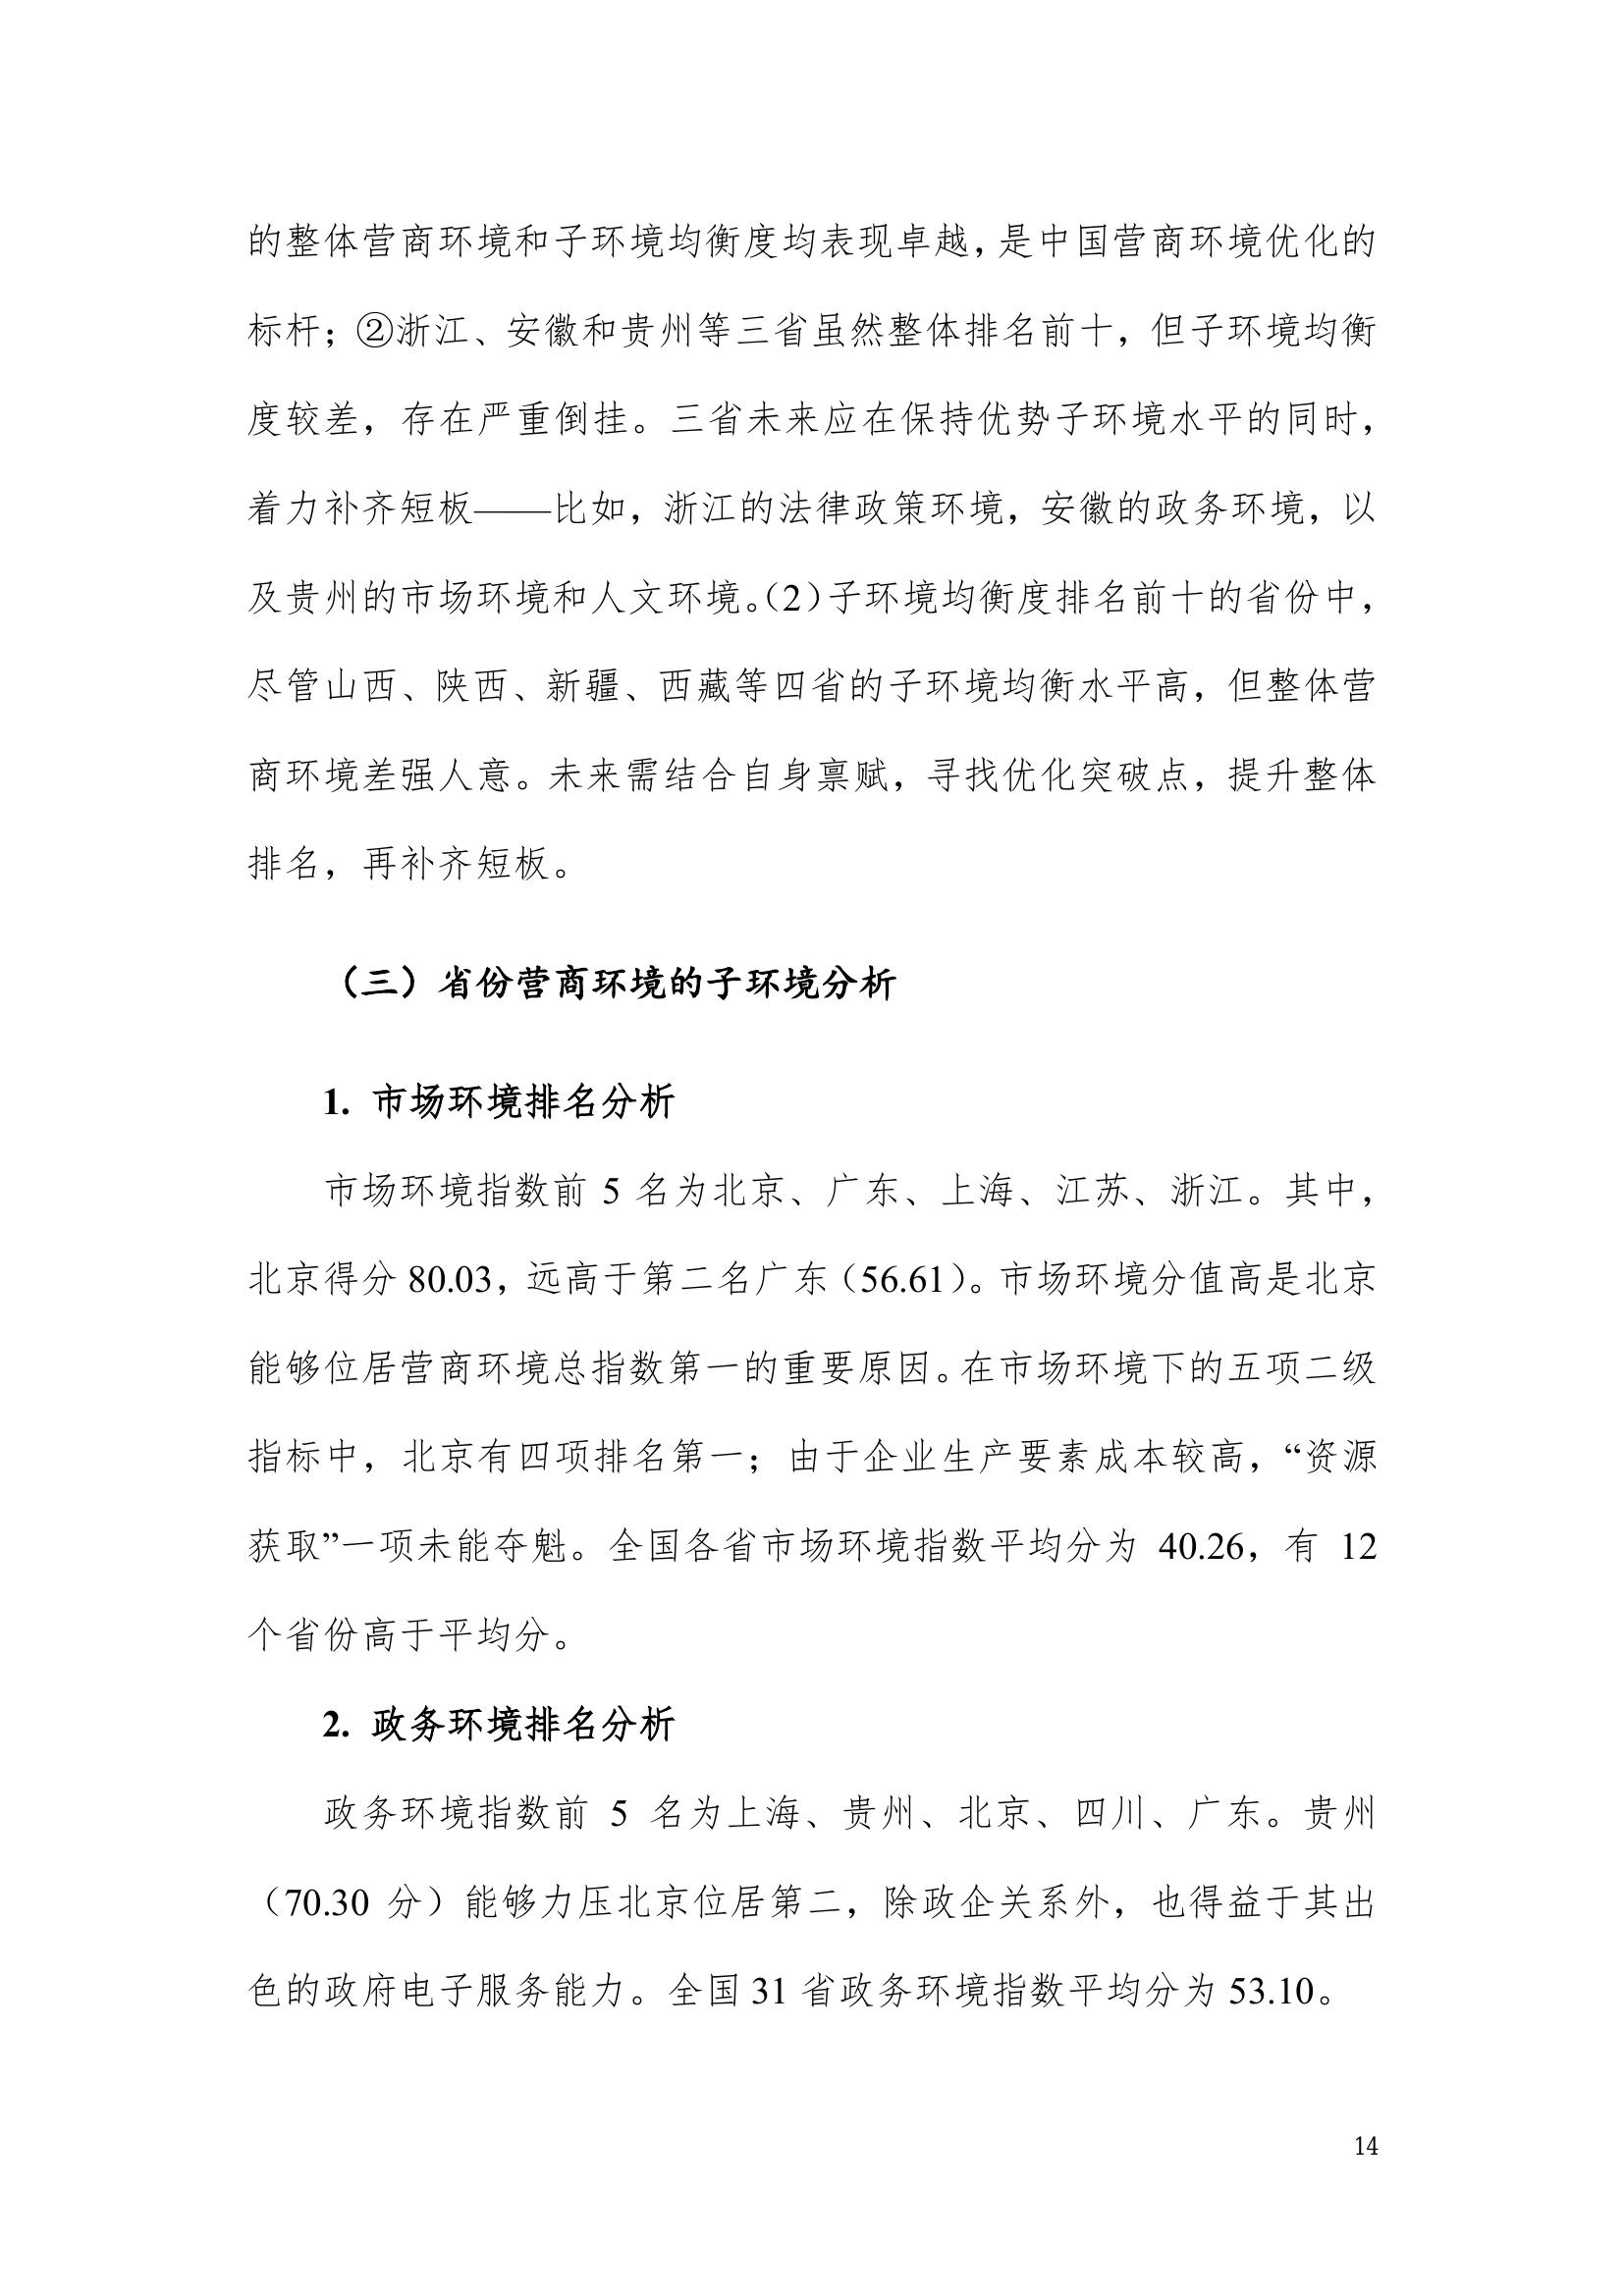 的整体营商环境和子环境均衡度均表现卓越，是中国营商环境优化的
标杆；②浙江、安徽和贵州等三省虽然整体排名前十，但子环境均衡
度较差，存在严重倒挂。三省未来应在保持优势子环境水平的同时，
着力补齐短板——比如，浙江的法律政策环境，安徽的政务环境，以
及贵州的市场环境和人文环境。（2）子环境均衡度排名前十的省份中，
尽管山西、陕西、新疆、西藏等四省的子环境均衡水平高，但整体营
商环境差强人意。未来需结合自身禀赋，寻找优化突破点，提升整体
排名，再补齐短板。
（三）省份营商环境的子环境分析
1. 市场环境排名分析
市场环境指数前 5 名为北京、广东、上海、江苏、浙江。其中，
北京得分 80.03，远高于第二名广东（56.61）。市场环境分值高是北京
能够位居营商环境总指数第一的重要原因。在市场环境下的五项二级
指标中，北京有四项排名第一；由于企业生产要素成本较高，“资源
获取”一项未能夺魁。全国各省市场环境指数平均分为 40.26，有 12
个省份高于平均分。
2. 政务环境排名分析
政务环境指数前 5 名为上海、贵州、北京、四川、广东。贵州
（70.30 分）能够力压北京位居第二，除政企关系外，也得益于其出
色的政府电子服务能力。全国 31 省政务环境指数平均分为 53.10。
14